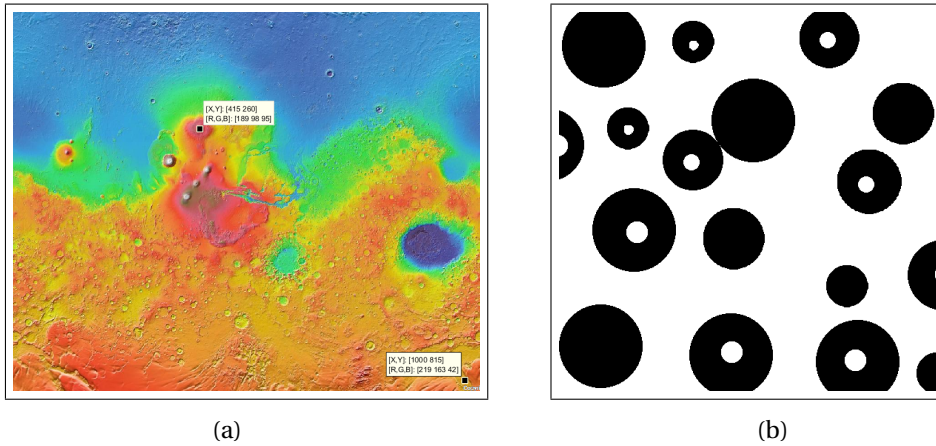 [X,Y]: [415 260]
[R,G,B]: [189 98 95]
[X,Y]: [1000 815]
[R,G,B]: [219 163 42]
(a)
(b)